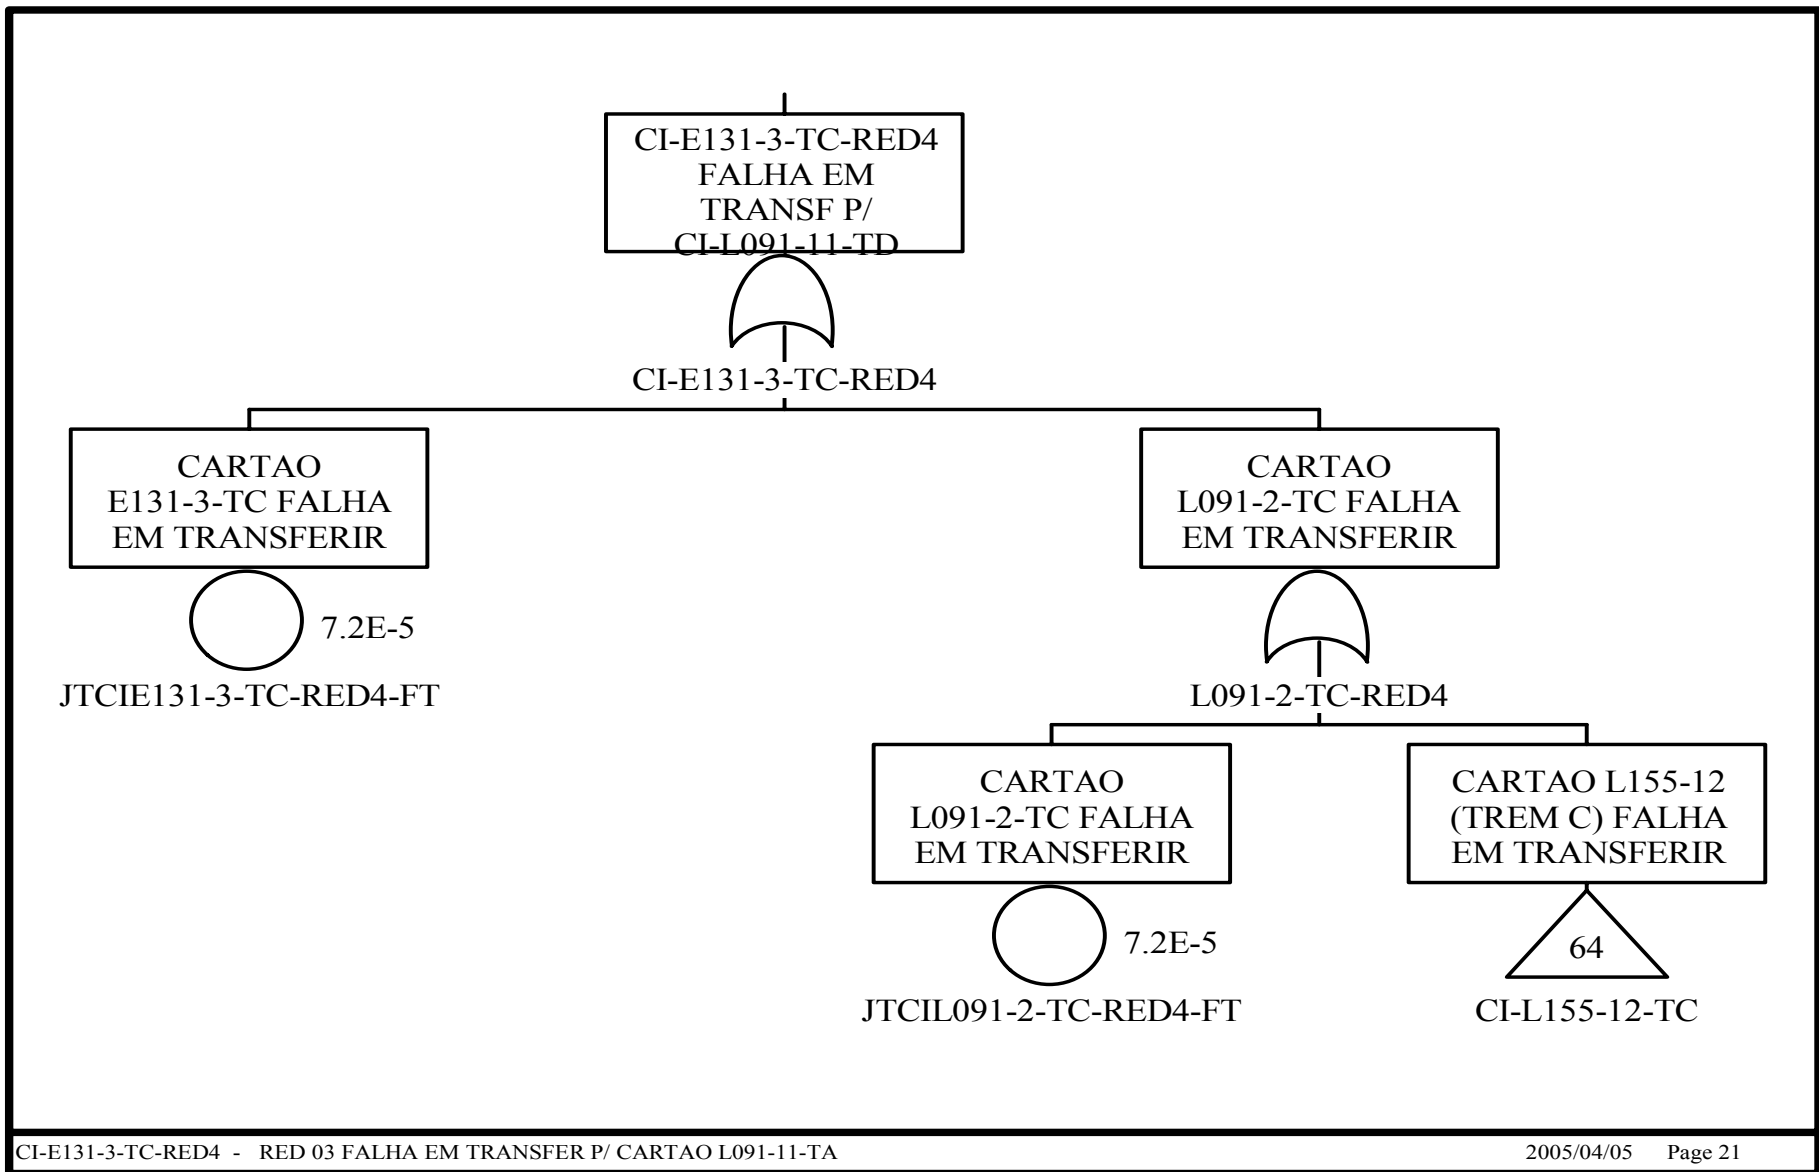 CI-E131-3-TC-RED4
FALHA EM
TRANSF P/
CI-L091-11-TD
CI-E131-3-TC-RED4
CARTAO
E131-3-TC FALHA
EM TRANSFERIR
7.2E-5
JTCIE131-3-TC-RED4-FT
CARTAO
L091-2-TC FALHA
EM TRANSFERIR
L091-2-TC-RED4
CARTAO
L091-2-TC FALHA
EM TRANSFERIR
7.2E-5
JTCIL091-2-TC-RED4-FT
CARTAO L155-12
(TREM C) FALHA
EM TRANSFERIR
64
CI-L155-12-TC
CI-E131-3-TC-RED4 - RED 03 FALHA EM TRANSFER P/ CARTAO L091-11-TA 2005/04/05 Page 21